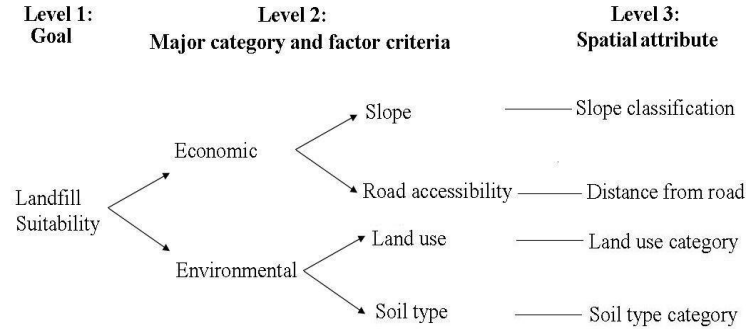 Level 1:
Goal
Level 2:
Major category and factor criteria
Level 3:
Spatial attribute
Landfill
Suitability
Economic
Environmental
Slope
Road accessibility
Land use
Soil type
Slope classification
Distance from road
Land use category
Soil type category